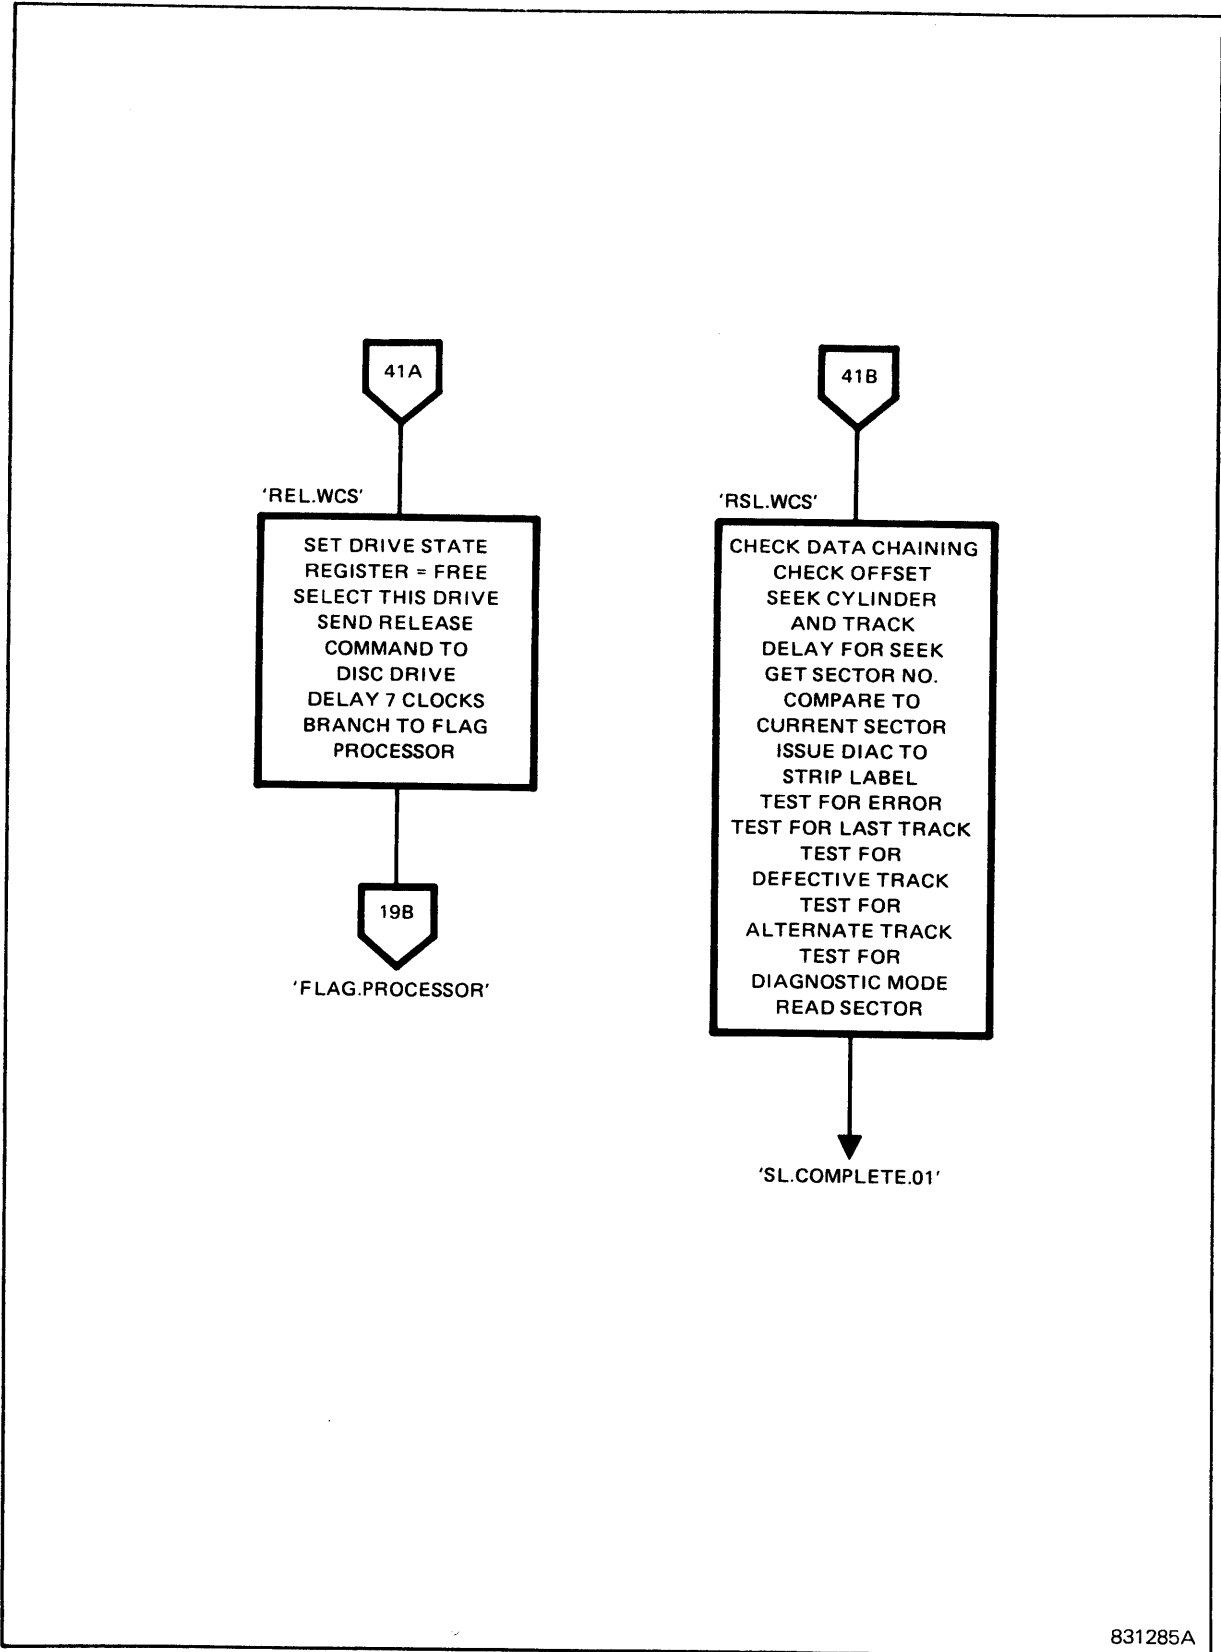 41A
'REL.WCS'
SET DRIVE STATE
REGISTER = FREE
SELECT THIS DRIVE
SEND RELEASE
COMMAND TO
DISC DRIVE
DELAY 7 CLOCKS
BRANCH TO FLAG
PROCESSOR
19B
'FLAG.PROCESSOR'
41B
'RSL.WCS'
CHECK DATA CHAINING
CHECK OFFSET
SEEK CYLINDER
AND TRACK
DELAY FOR SEEK
GET SECTOR NO.
COMPARE TO
CURRENT SECTOR
ISSUE DIAC TO
STRIP LABEL
TEST FOR ERROR
TEST FOR LAST TRACK
TEST FOR
DEFECTIVE TRACK
TEST FOR
ALTERNATE TRACK
TEST FOR
DIAGNOSTIC MODE
READ SECTOR
'SL.COMPLETE.01'
831285A